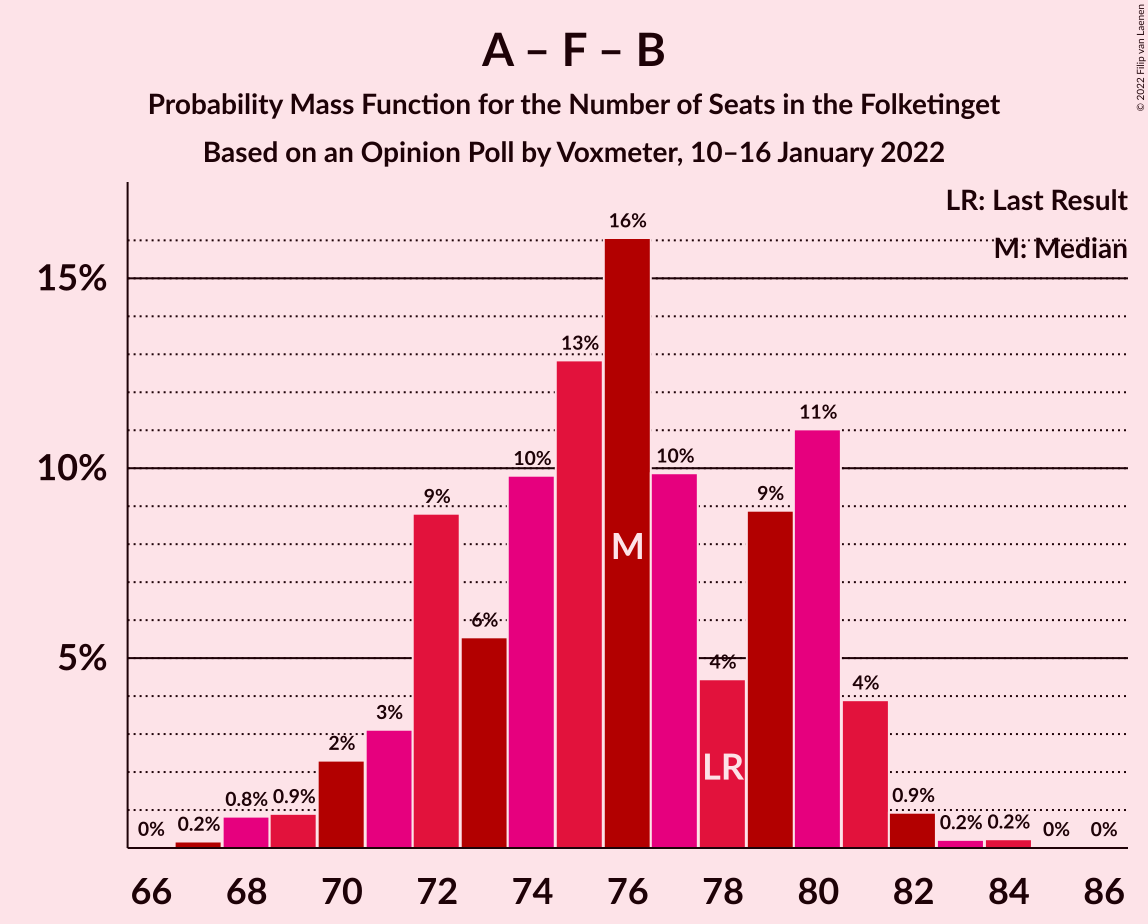 A – F – B
Probability Mass Function for the Number of Seats in the Folketinget
Based on an Opinion Poll by Voxmeter, 10–16 January 2022
© 2022 Filip van Laenen
LR: Last Result
M: Median
15%
10%
5%
0%
0.2%
0.8%
0.9%
2%
3%
9%
6%
10%
13%
16%
10%
4%
9%
11%
4%
0.9%
0.2%
0.2%
0%
0%
M
LR
66 68 70 72 74 76 78 80 82 84 86